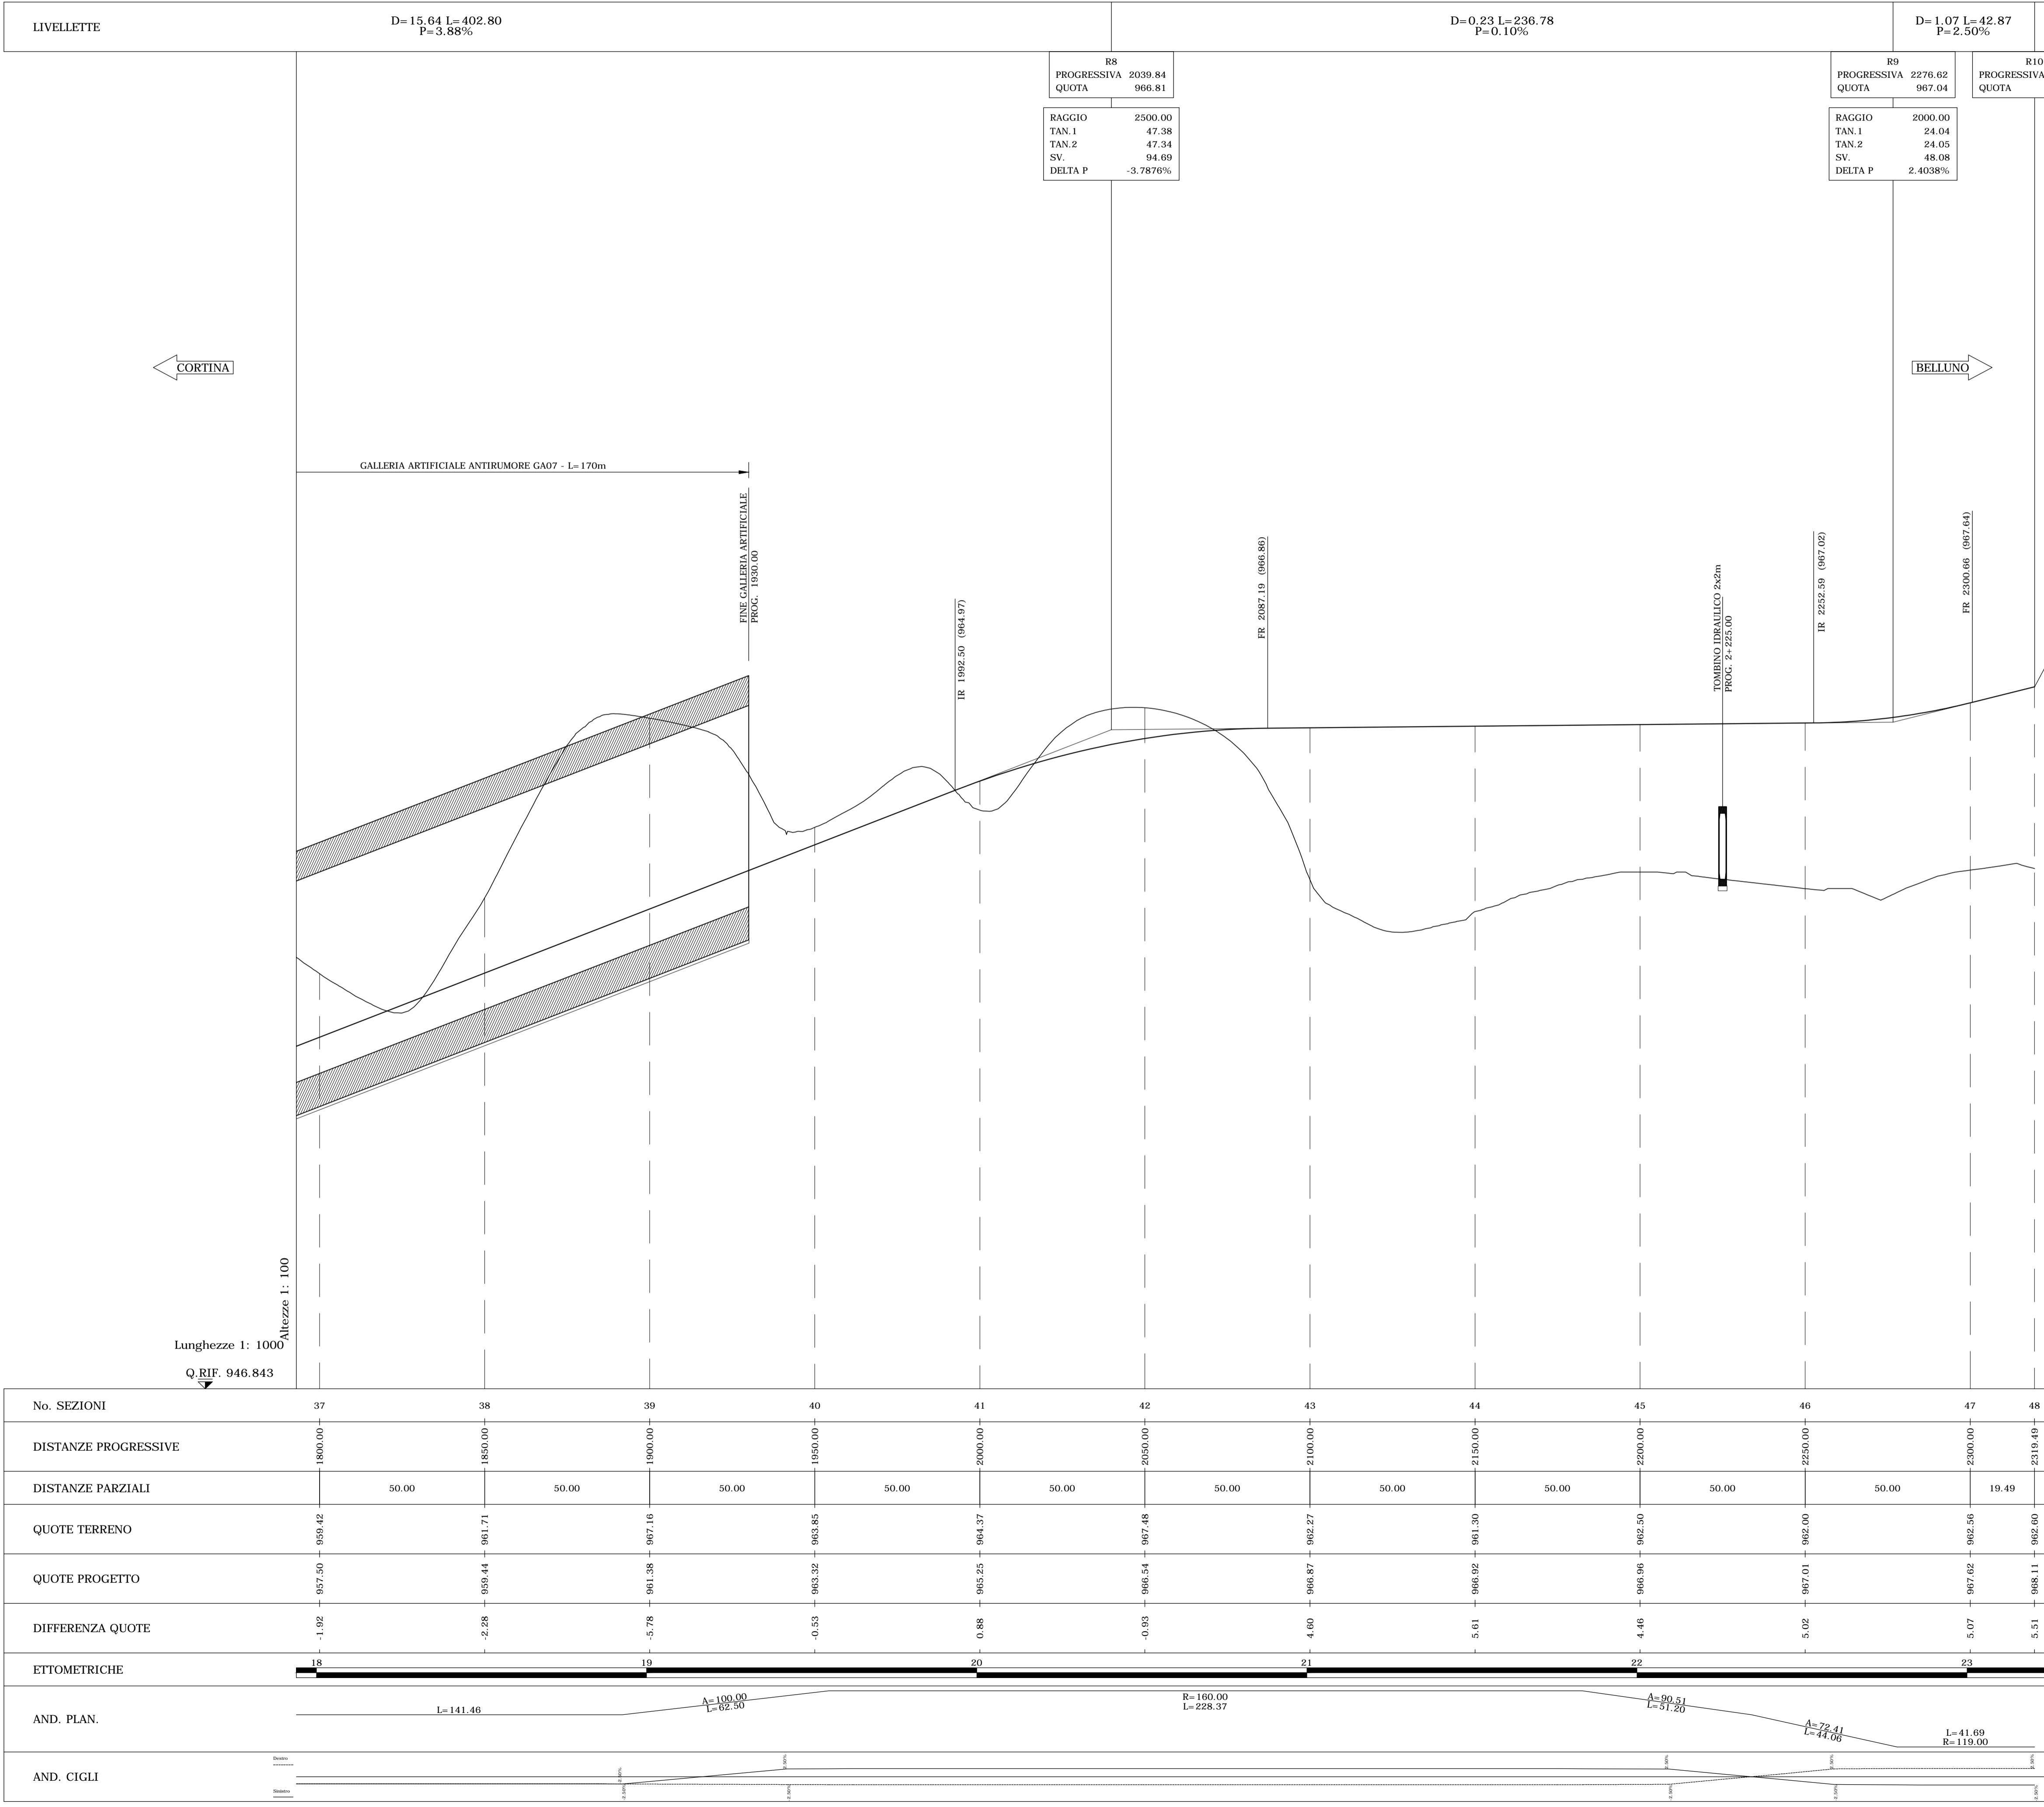 LIVELLETTE
D=15.64 L=402.80
P=3.88%
D=0.23 L=236.78
P=0.10%
D=1.07 L=42.87
P=2.50%
R8
PROGRESSIVA 2039.84
QUOTA 966.81
RAGGIO 2500.00
TAN.1 47.38
TAN.2 47.34
SV. 94.69
DELTA P -3.7876%
R9
PROGRESSIVA 2276.62
QUOTA 967.04
RAGGIO 2000.00
TAN.1 24.04
TAN.2 24.05
SV. 48.08
DELTA P 2.4038%
R10
PROGRESSIVA
QUOTA
CORTINA
BELLUNO
GALLERIA ARTIFICIALE ANTIRUMORE GA07 - L=170m
FINE GALLERIA ARTIFICIALE
PROG. 1930.00
IR 1992.50 (964.97)
FR 2087.19 (966.86)
TOMBINO IDRAULICO 2x2m
PROG. 2+225.00
IR 2252.59 (967.02)
FR 2300.66 (967.64)
Altezze 1: 100
Lunghezze 1: 1000
Q.RIF. 946.843
No. SEZIONI 37 38 39 40 41 42 43 44 45 46 47 48
DISTANZE PROGRESSIVE 1800.00 1850.00 1900.00 1950.00 2000.00 2050.00 2100.00 2150.00 2200.00 2250.00 2300.00 2319.49
DISTANZE PARZIALI 50.00 50.00 50.00 50.00 50.00 50.00 50.00 50.00 50.00 50.00 19.49
QUOTE TERRENO 959.42 961.71 967.16 963.85 964.37 967.48 962.27 961.30 962.50 962.00 962.56 962.60
QUOTE PROGETTO 957.50 959.44 961.38 963.32 965.25 966.54 966.87 966.92 966.96 967.01 967.62 968.11
DIFFERENZA QUOTE -1.92 -2.28 -5.78 -0.53 0.88 -0.93 4.60 5.61 4.46 5.02 5.07 5.51
ETTOMETRICHE 18 19 20 21 22 23
AND. PLAN.
L=141.46
A=100.00
L=62.50
R=160.00
L=228.37
A=90.51
L=51.20
A=72.41
L=44.06
L=41.69
R=119.00
AND. CIGLI
Destro
Sinistro